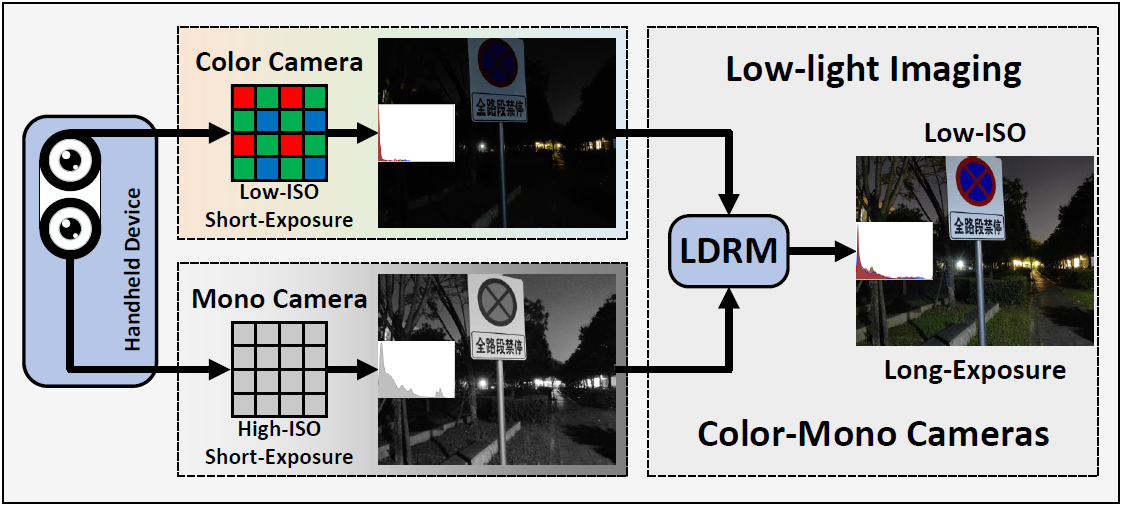 Handheld Device
Color Camera
Low-ISO
Short-Exposure
全路段禁停
Mono Camera
High-ISO
Short-Exposure
全路段禁停
LDRM
Low-light Imaging
Low-ISO
全路段禁停
Long-Exposure
Color-Mono Cameras